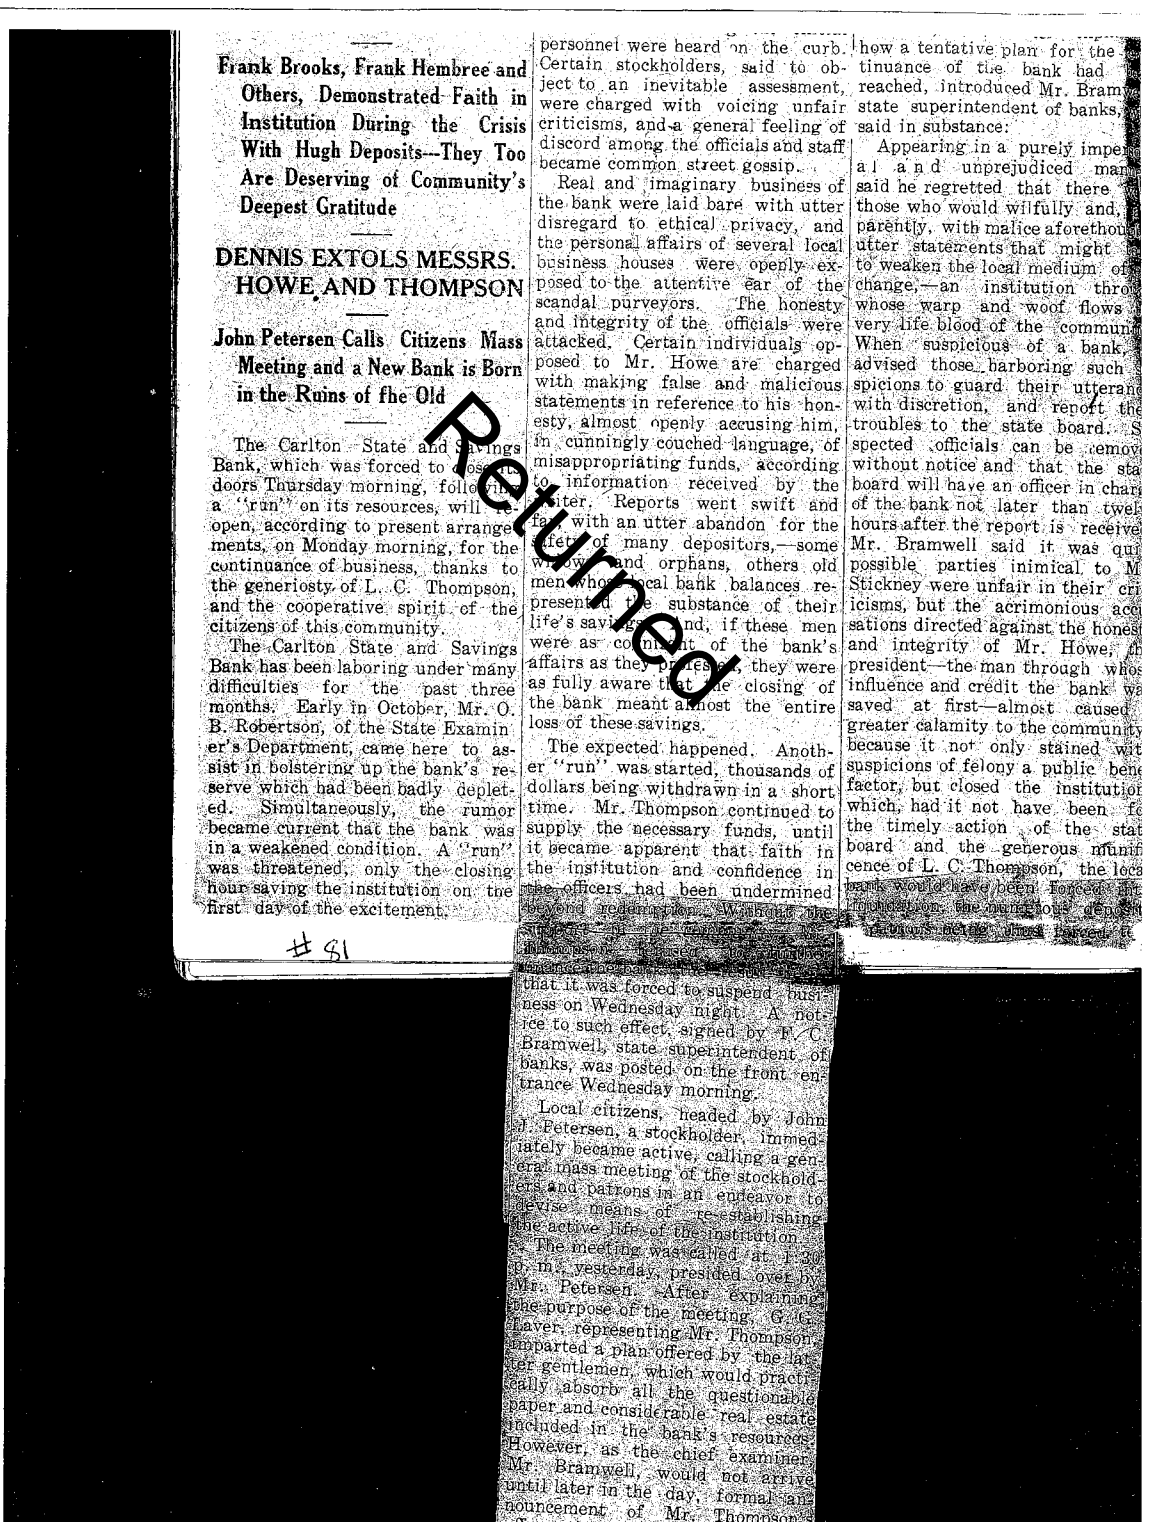 Frank Brooks, Frank Hembree and
Others, Demonstrated Faith in
Institution During the Crisis
With Hugh Deposits—They Too
Are Deserving of Community's
Deepest Gratitude
DENNIS EXTOLS MESSRS.
HOWE AND THOMPSON
John Petersen Calls Citizens Mass
Meeting and a New Bank is Born
in the Ruins of fhe Old
The Carlton State and Savings
Bank, which was forced to close its
doors Thursday morning, following
a "run" on its resources, will re-
open, according to present arrange
ments, on Monday morning, for the
continuance of business, thanks to
the generiosty of L. C. Thompson,
and the cooperative spirit of the
citizens of this community.
The Carlton State and Savings
Bank has been laboring under many
difficulties for the past three
months. Early in October, Mr. O.
B. Robertson, of the State Examin
er's Department, came here to as-
sist in bolstering up the bank's re-
serve which had been badly deplet-
ed. Simultaneously, the rumor
became current that the bank was
in a weakened condition. A "run"
was threatened, only the closing
hour saving the institution on the
first day of the excitement.
# 81
personnel were heard on the curb.
Certain stockholders, said to ob-
ject to an inevitable assessment,
were charged with voicing unfair
criticisms, and a general feeling of
discord among the officials and staff
became common street gossip.
Real and imaginary business of
the bank were laid bare with utter
disregard to ethical privacy, and
the personal affairs of several local
business houses were openly ex-
posed to the attentive ear of the
scandal purveyors. The honesty
and integrity of the officials were
attacked. Certain individuals op-
posed to Mr. Howe are charged
with making false and malicious
statements in reference to his hon-
esty, almost openly accusing him,
in cunningly couched language, of
misappropriating funds, according
to information received by the
writer. Reports went swift and
far, with an utter abandon for the
safety of many depositors,—some
widows and orphans, others old
men whose local bank balances re-
presented the substance of their
life's savings. And, if these men
were as cognizant of the bank's
affairs as they profess, they were
as fully aware that the closing of
the bank meant almost the entire
loss of these savings.
The expected happened. Anoth-
er "run" was started, thousands of
dollars being withdrawn in a short
time. Mr. Thompson continued to
supply the necessary funds, until
it became apparent that faith in
the institution and confidence in
the officers had been undermined
beyond redemption. Without the
that it was forced to suspend busi-
ness on Wednesday night. A not-
ice to such effect, signed by F. C.
Bramwell, state superintendent of
banks, was posted on the front en-
trance Wednesday morning.
Local citizens, headed by John
J. Petersen, a stockholder, immed-
iately became active, calling a gen-
eral mass meeting of the stockhold-
ers and patrons in an endeavor to
devise means of re-establishing
the active life of the institution.
The meeting was called at 1:30
p. m. yesterday, presided over by
Mr. Petersen. After explaining
the purpose of the meeting, G. G.
Laver, representing Mr. Thompson,
imparted a plan offered by the lat-
ter gentlemen, which would practi-
cally absorb all the questionable
paper and considerable real estate
included in the bank's resources.
However, as the chief examiner,
Mr. Bramwell, would not arrive
until later in the day, formal an-
nouncement of Mr. Thompson's
how a tentative plan for the
tinuance of the bank had
reached, introduced Mr. Bram
state superintendent of banks,
said in substance:
Appearing in a purely imper
al and unprejudiced man
said he regretted that there
those who would wilfully and,
parently, with malice aforethou
utter statements that might
to weaken the local medium of
change,—an institution thro
whose warp and woof flows
very life blood of the commun
When suspicious of a bank,
advised those harboring such
spicions to guard their utteran
with discretion, and report the
troubles to the state board. S
spected officials can be remov
without notice and that the sta
board will have an officer in char
of the bank not later than twel
hours after the report is receive
Mr. Bramwell said it was qui
possible parties inimical to M
Stickney were unfair in their cri
icisms, but the acrimonious acc
sations directed against the hones
and integrity of Mr. Howe, th
president—the man through whos
influence and credit the bank wa
saved at first—almost caused
greater calamity to the community
because it not only stained wit
suspicions of felony a public bene
factor, but closed the institution
which, had it not have been fo
the timely action of the stat
board and the generous munifi
cence of L. C. Thompson, the loca
bank would have been forced
foundation, the numerous deposit
Returned